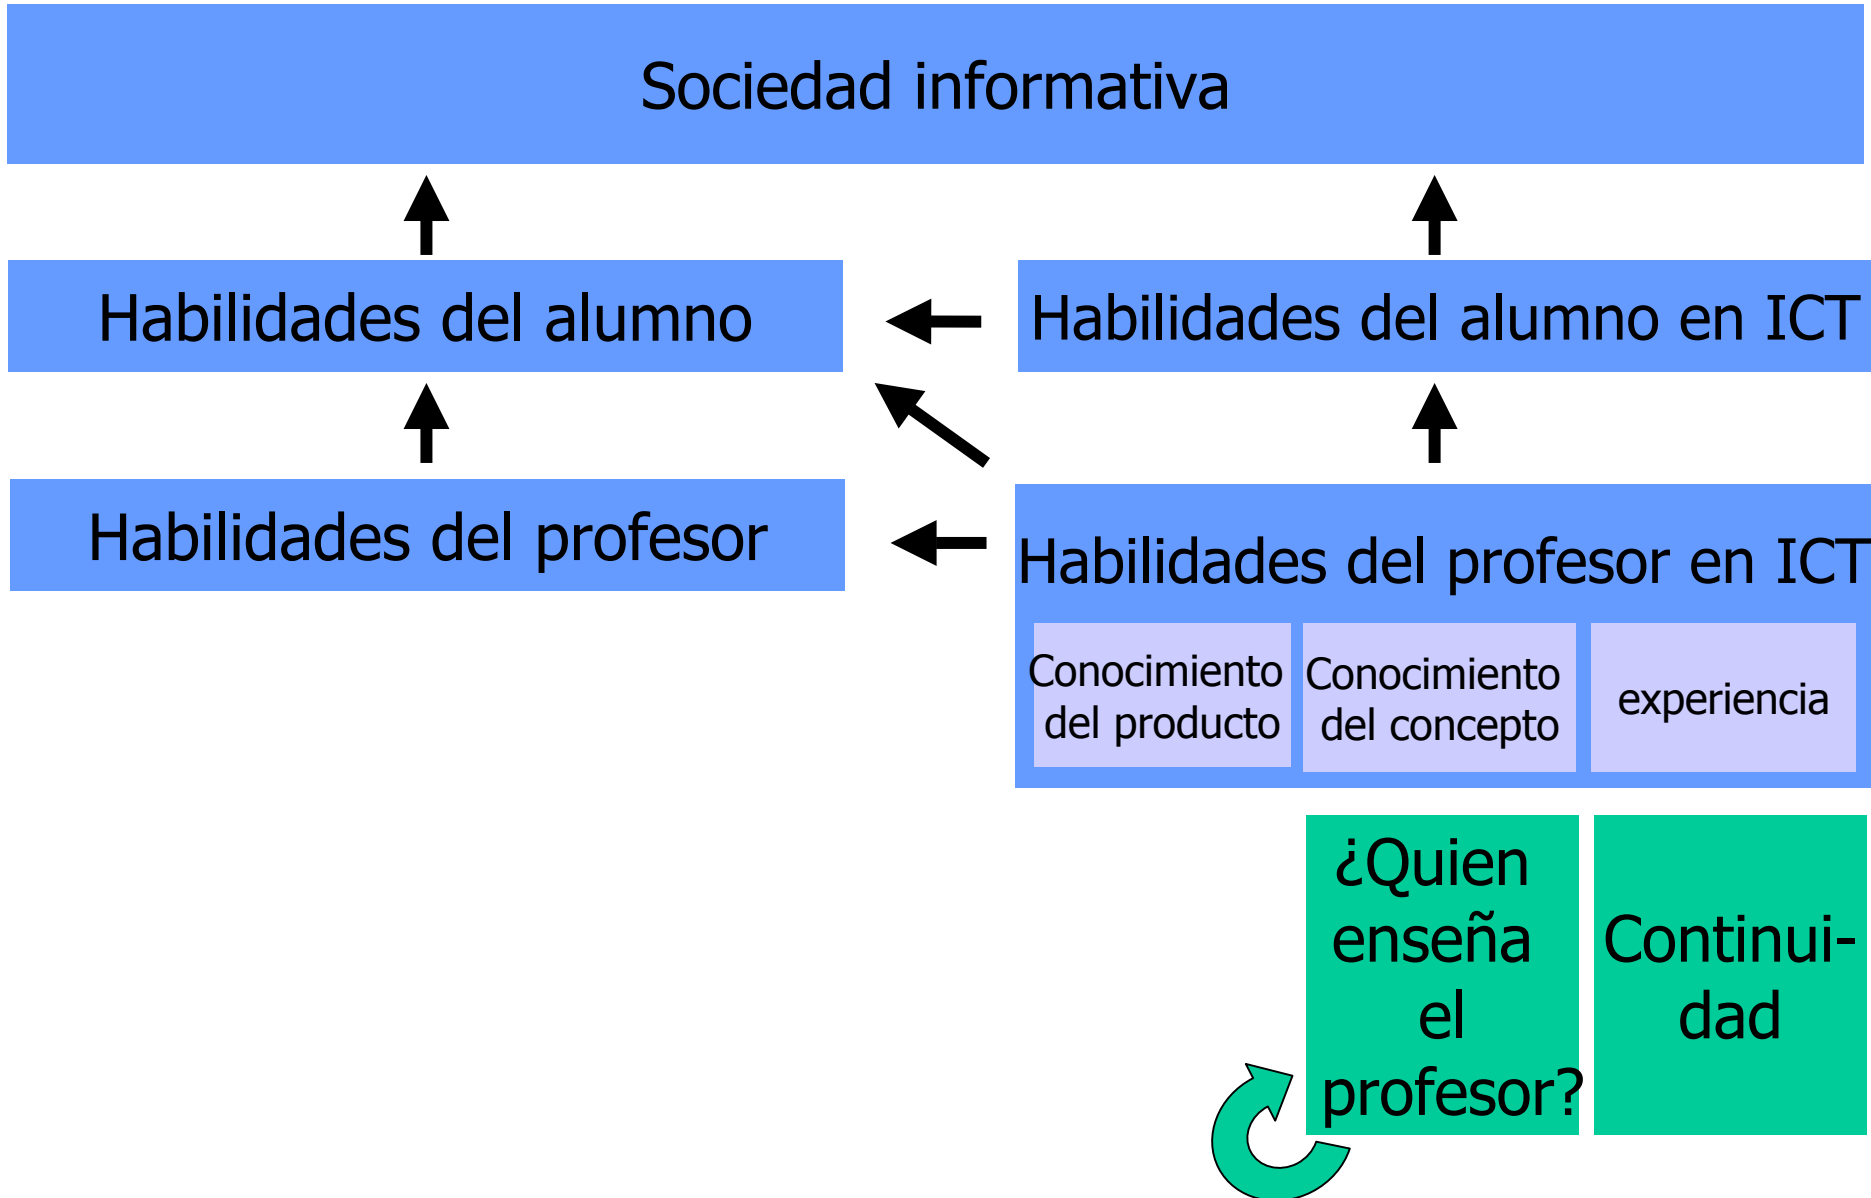 Sociedad informativa
Habilidades del alumno
Habilidades del alumno en ICT
Habilidades del profesor
Habilidades del profesor en ICT
Conocimiento
del producto
Conocimiento
del concepto
experiencia
¿Quien
enseña
el
profesor?
Continui-
dad